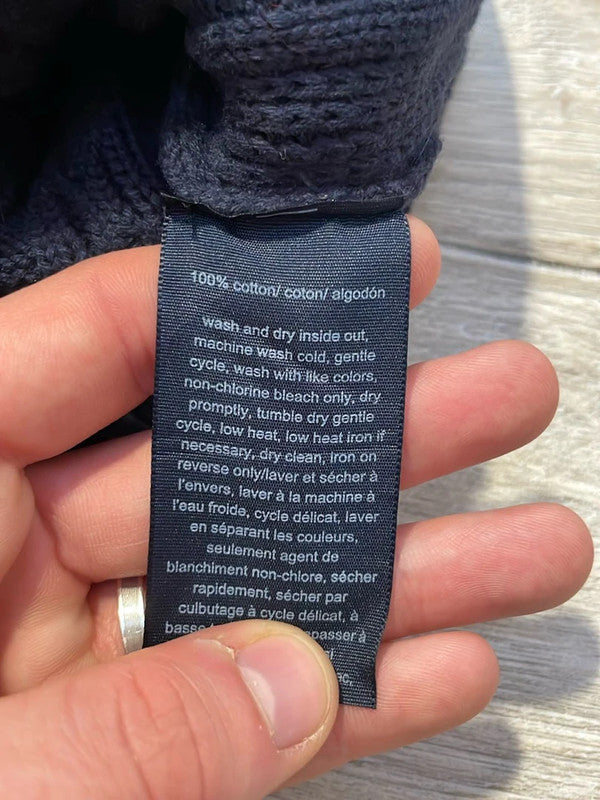 100% cotton/ coton/ algodón
wash and dry inside out,
machine wash cold, gentle
cycle, wash with like colors,
non-chlorine bleach only, dry
promptly, tumble dry gentle
cycle, low heat, low heat iron if
necessary, dry clean, iron on
reverse only/laver et sécher à
l'envers, laver à la machine à
l'eau froide, cycle délicat, laver
en séparant les couleurs,
seulement agent de
blanchiment non-chlore, sécher
rapidement, sécher par
culbutage à cycle délicat, à